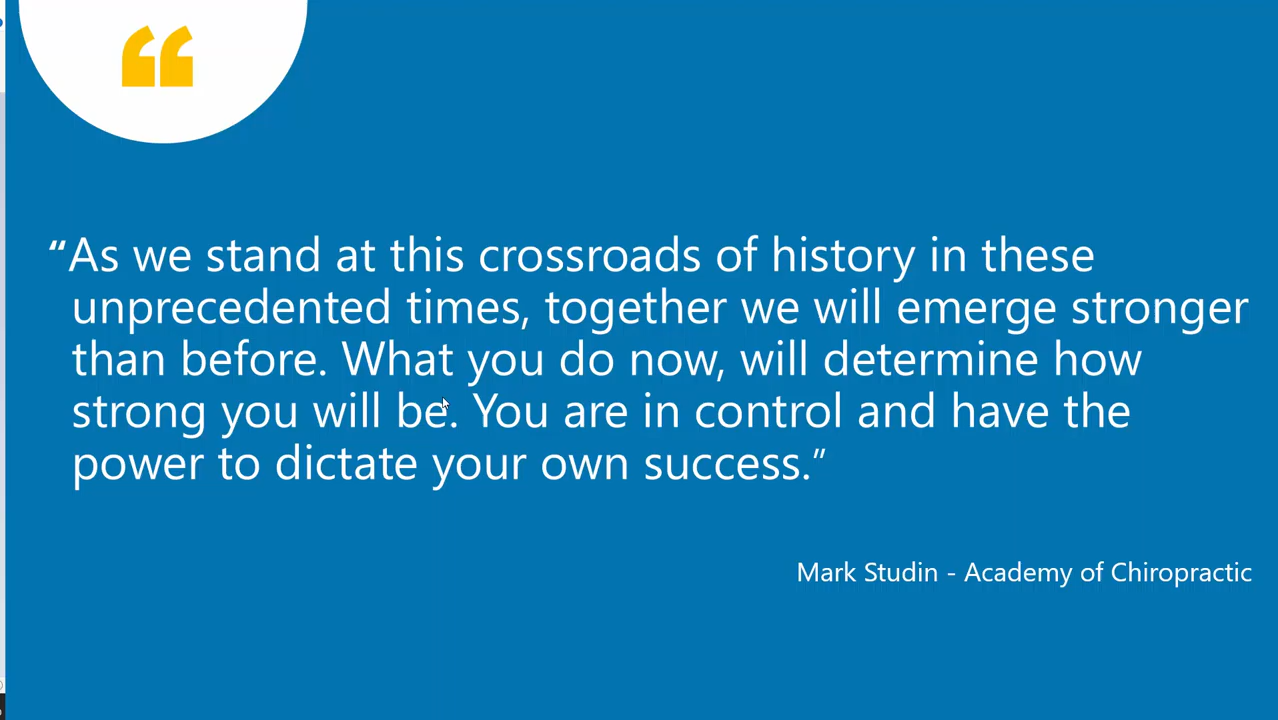 “
“As we stand at this crossroads of history in these
unprecedented times, together we will emerge stronger
than before. What you do now, will determine how
strong you will be. You are in control and have the
power to dictate your own success.”
Mark Studin - Academy of Chiropractic